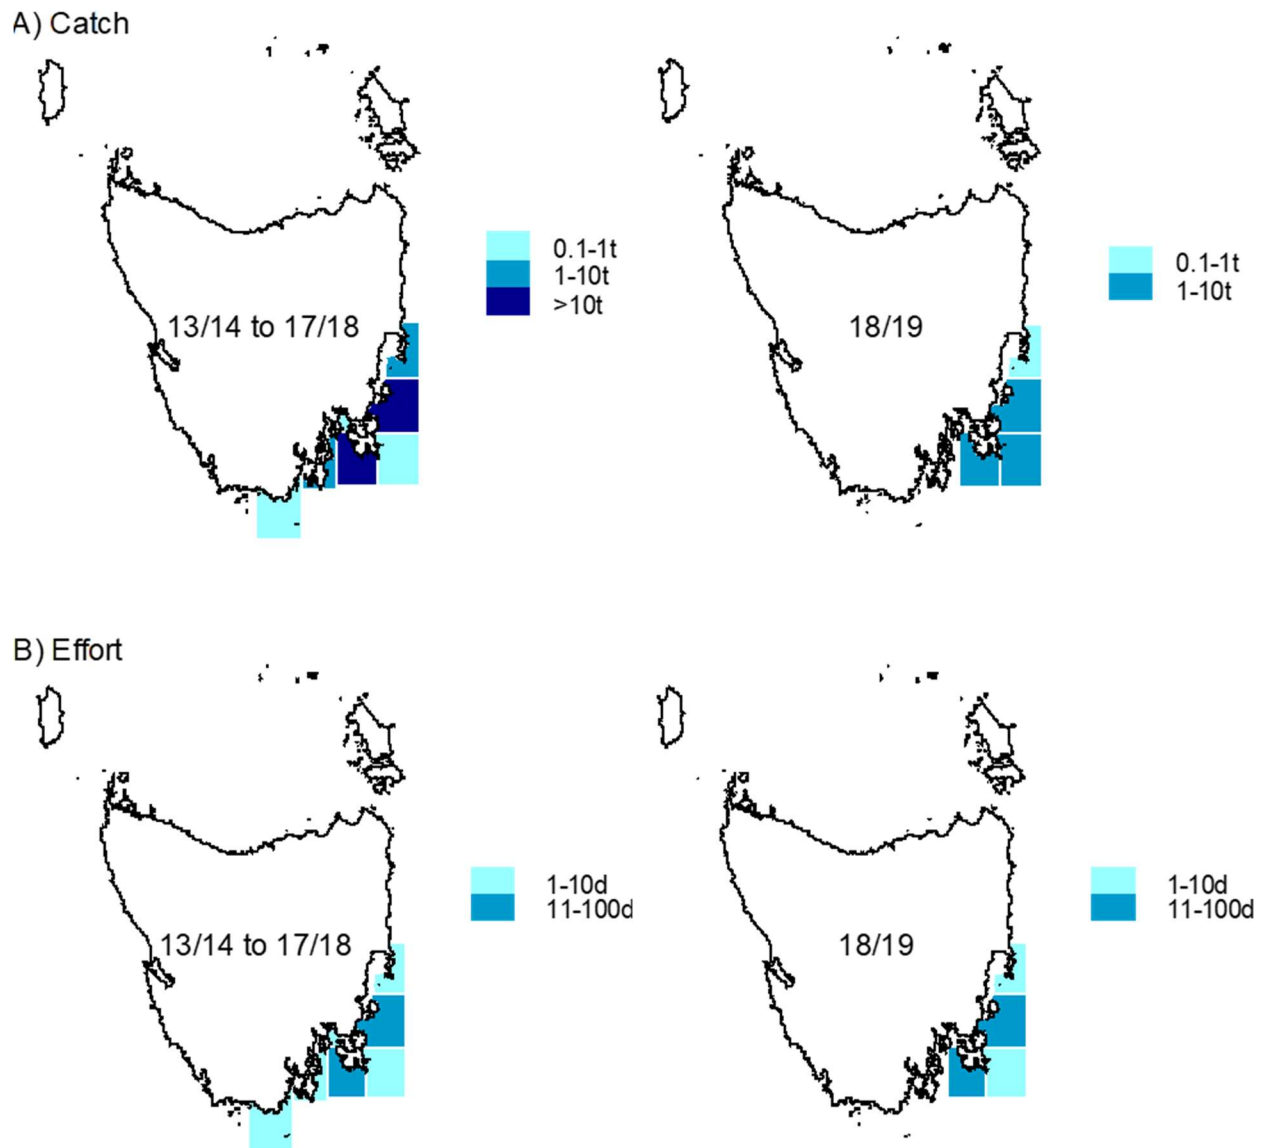 A) Catch
0.1-1t
1-10t
>10t
13/14 to 17/18
0.1-1t
1-10t
18/19
B) Effort
1-10d
11-100d
13/14 to 17/18
1-10d
11-100d
18/19